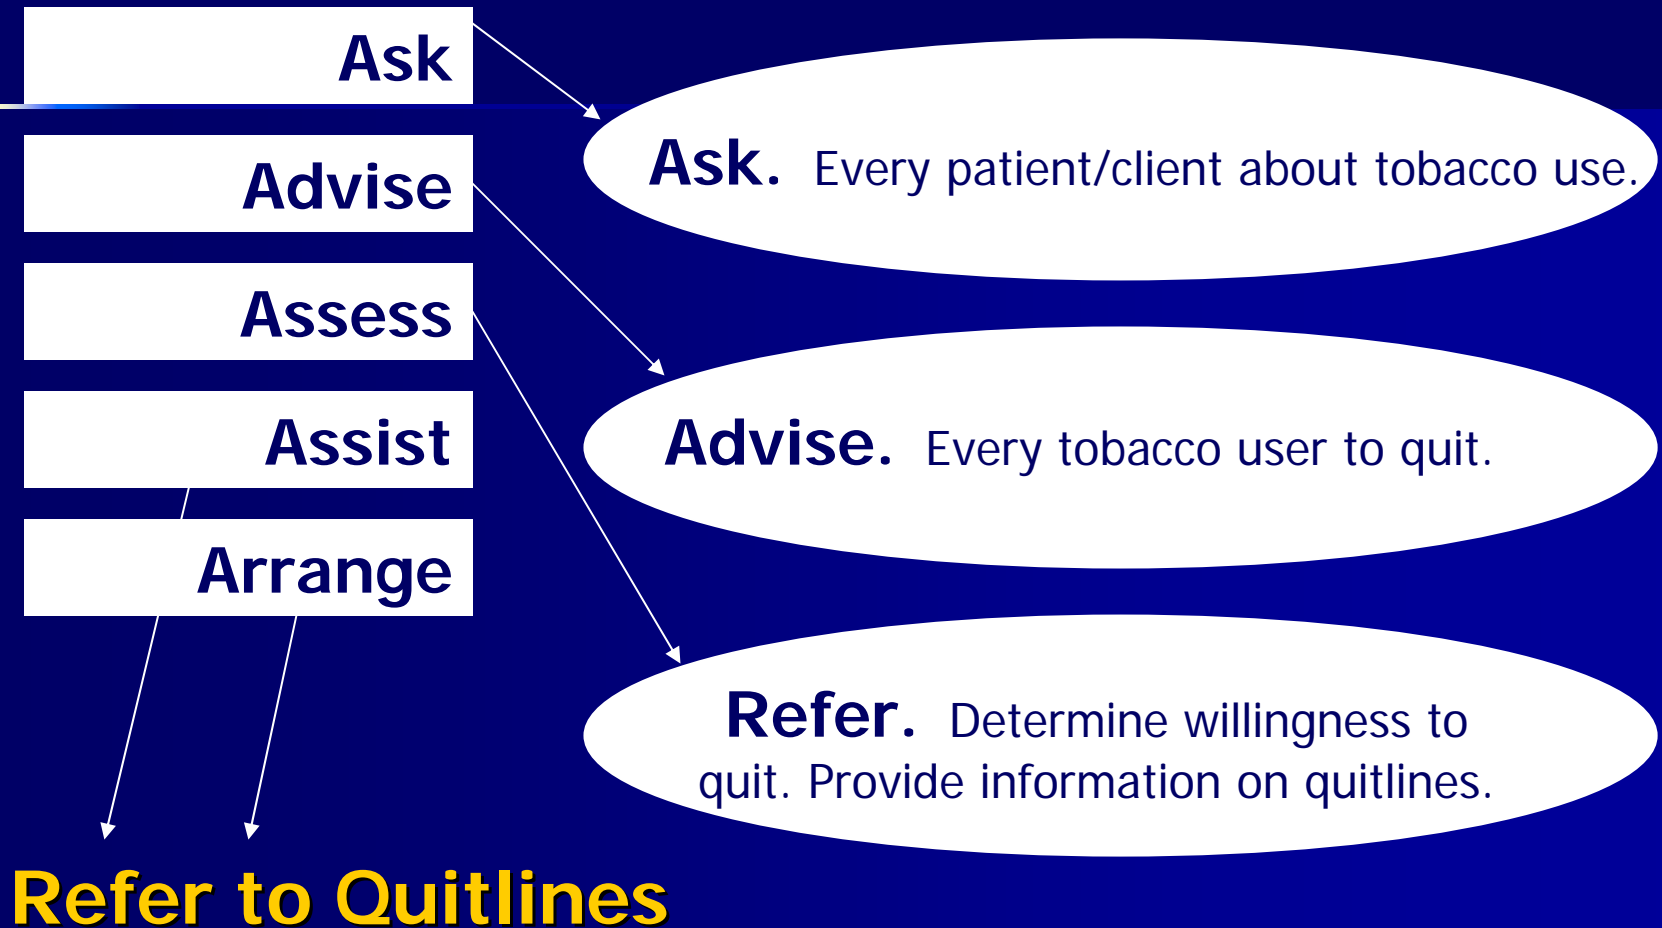 Ask
Advise
Assess
Assist
Arrange
Ask. Every patient/client about tobacco use.
Advise. Every tobacco user to quit.
Refer. Determine willingness to
quit. Provide information on quitlines.
Refer to Quitlines